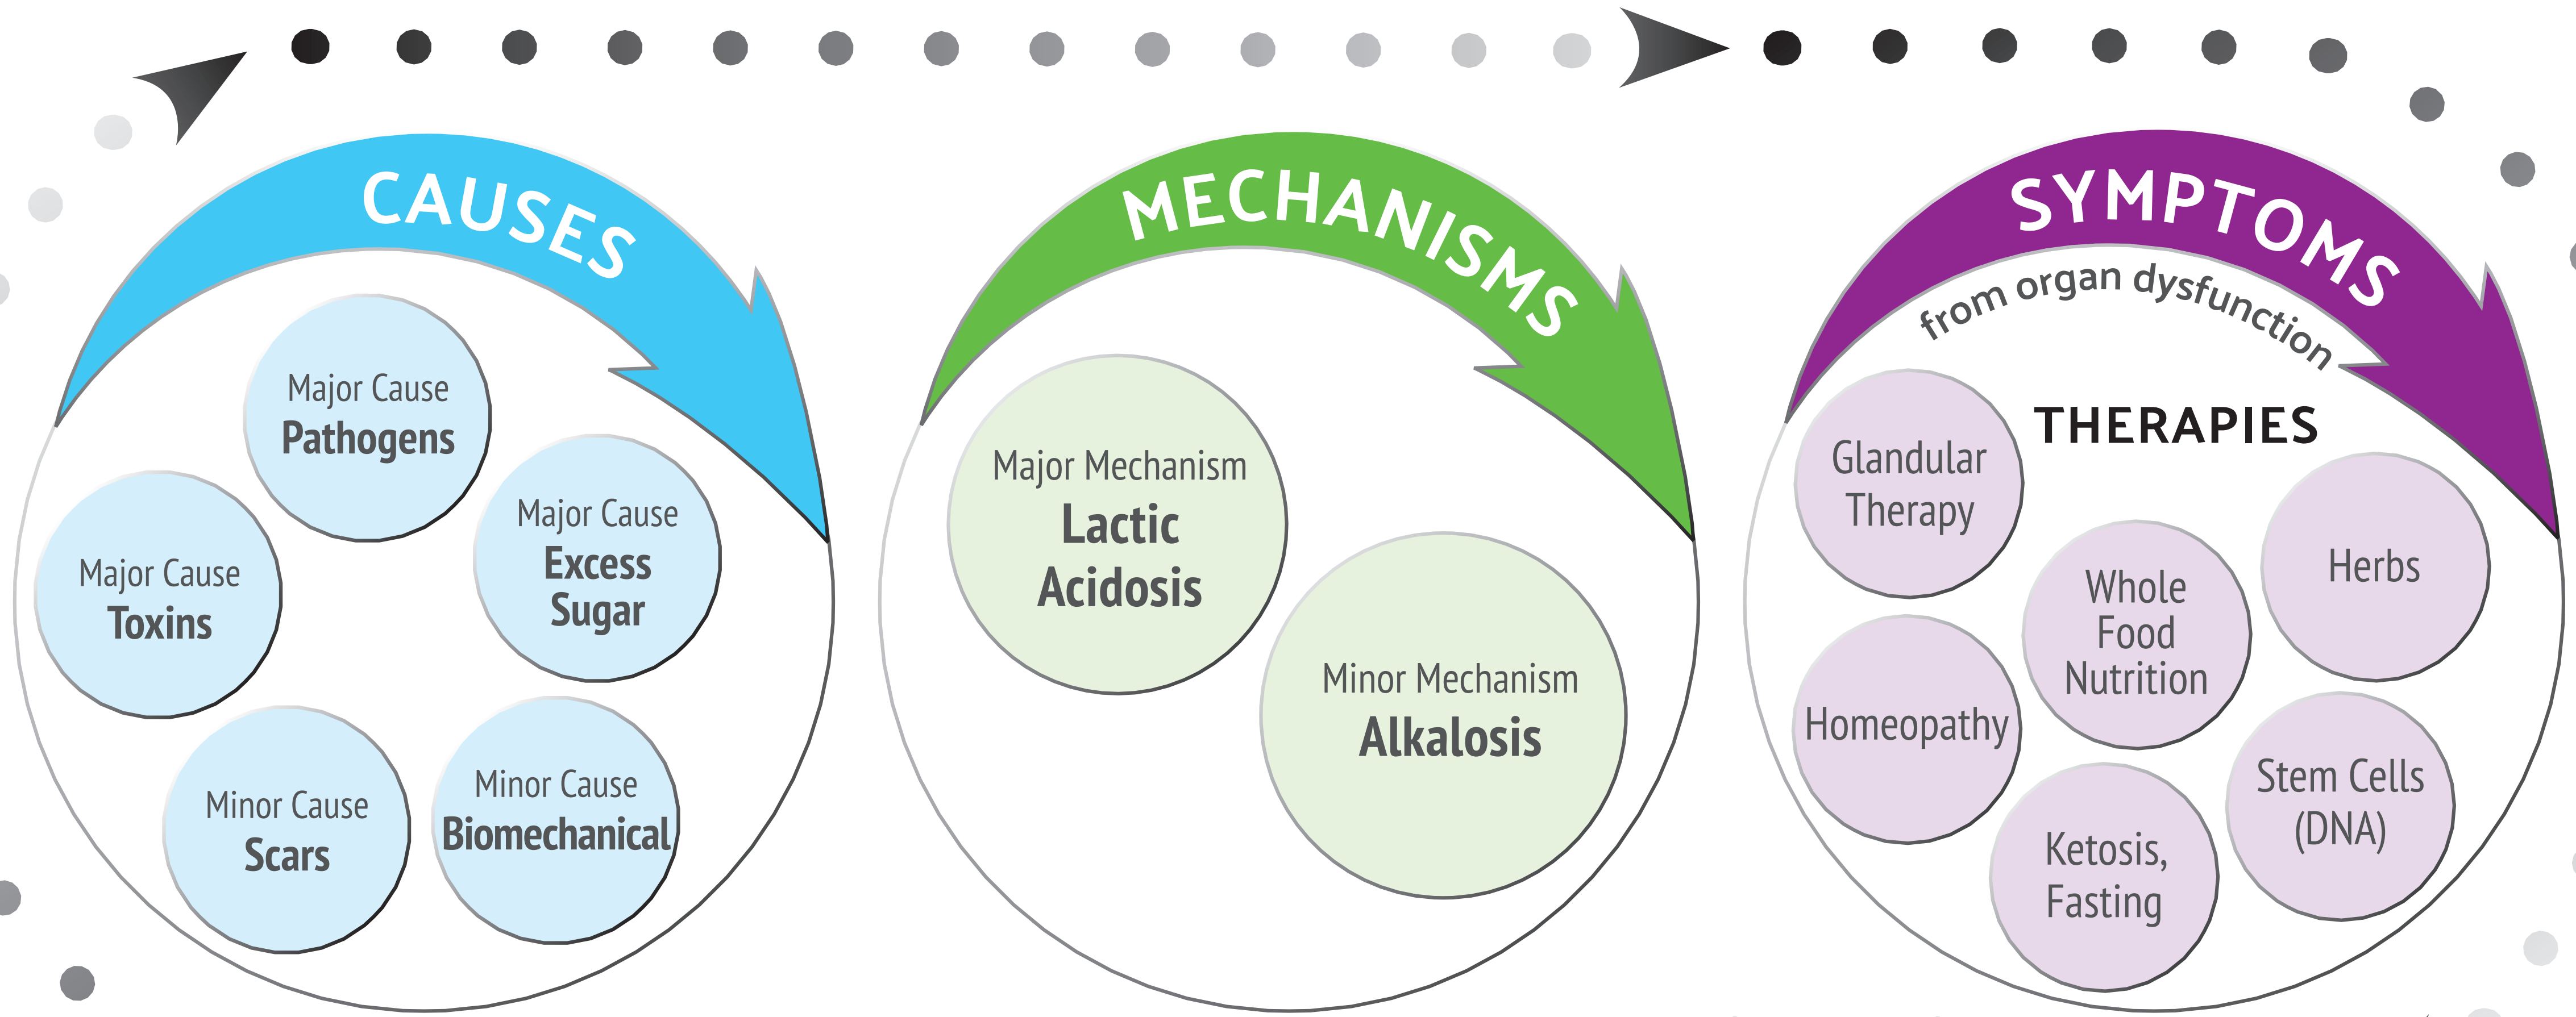 CAUSES
Major Cause
Pathogens
Major Cause
Excess
Sugar
Major Cause
Toxins
Minor Cause
Scars
Minor Cause
Biomechanical
MECHANISMS
Major Mechanism
Lactic
Acidosis
Minor Mechanism
Alkalosis
SYMPTOMS
from organ dysfunction
THERAPIES
Glandular
Therapy
Herbs
Whole
Food
Nutrition
Homeopathy
Stem Cells
(DNA)
Ketosis,
Fasting